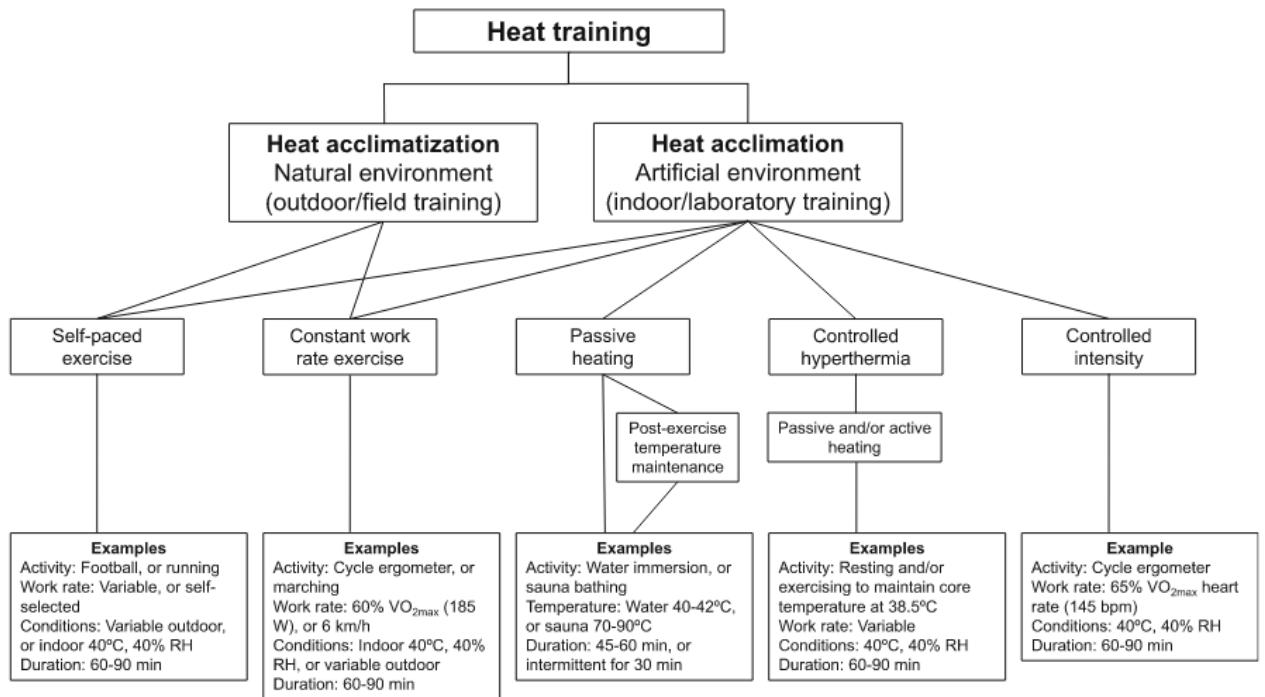 Heat training
Heat acclimatization
Natural environment
(outdoor/field training)
Heat acclimation
Artificial environment
(indoor/laboratory training)
Self-paced
exercise
Constant work
rate exercise
Passive
heating
Controlled
hyperthermia
Controlled
intensity
Post-exercise
temperature
maintenance
Passive and/or active
heating
Examples
Activity: Football, or running
Work rate: Variable, or self-
selected
Conditions: Variable outdoor,
or indoor 40ºC, 40% RH
Duration: 60-90 min
Examples
Activity: Cycle ergometer, or
marching
Work rate: 60% VO2max (185
W), or 6 km/h
Conditions: Indoor 40ºC, 40%
RH, or variable outdoor
Duration: 60-90 min
Examples
Activity: Water immersion, or
sauna bathing
Temperature: Water 40-42ºC,
or sauna 70-90ºC
Duration: 45-60 min, or
intermittent for 30 min
Examples
Activity: Resting and/or
exercising to maintain core
temperature at 38.5ºC
Work rate: Variable
Conditions: 40ºC, 40% RH
Duration: 60-90 min
Example
Activity: Cycle ergometer
Work rate: 65% VO2max heart
rate (145 bpm)
Conditions: 40ºC, 40% RH
Duration: 60-90 min